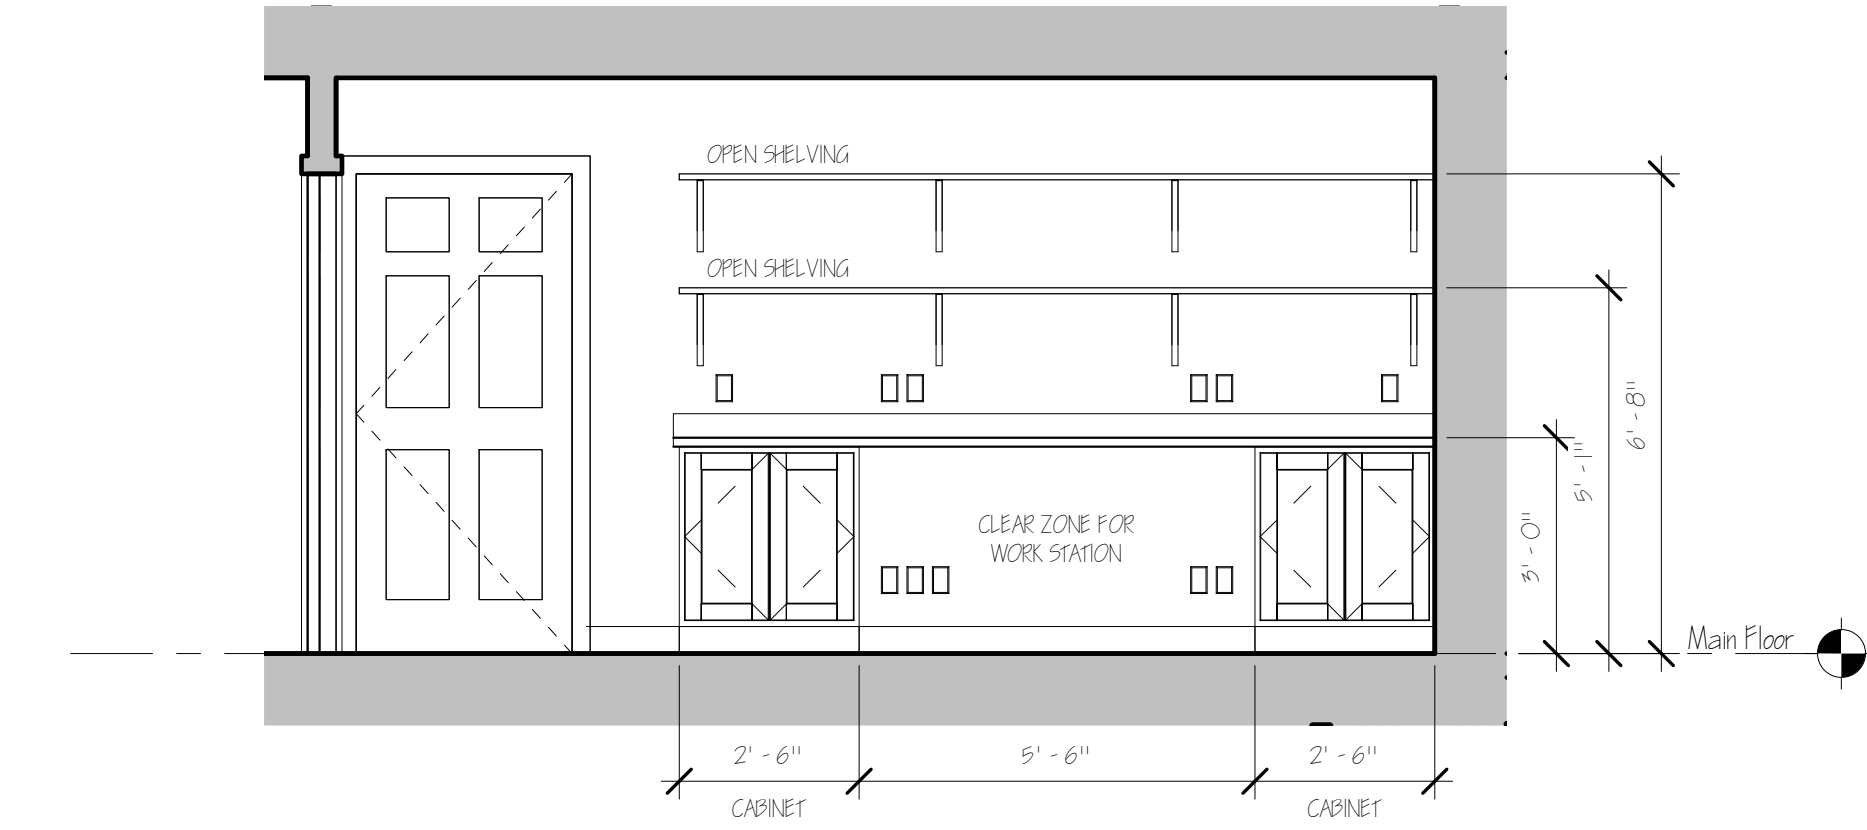 OPEN SHELVING
OPEN SHELVING
6' - 8"
5' - 1"
3' - 0"
CLEAR ZONE FOR
WORK STATION
Main Floor
2' - 6"
5' - 6"
2' - 6"
CABINET
CABINET